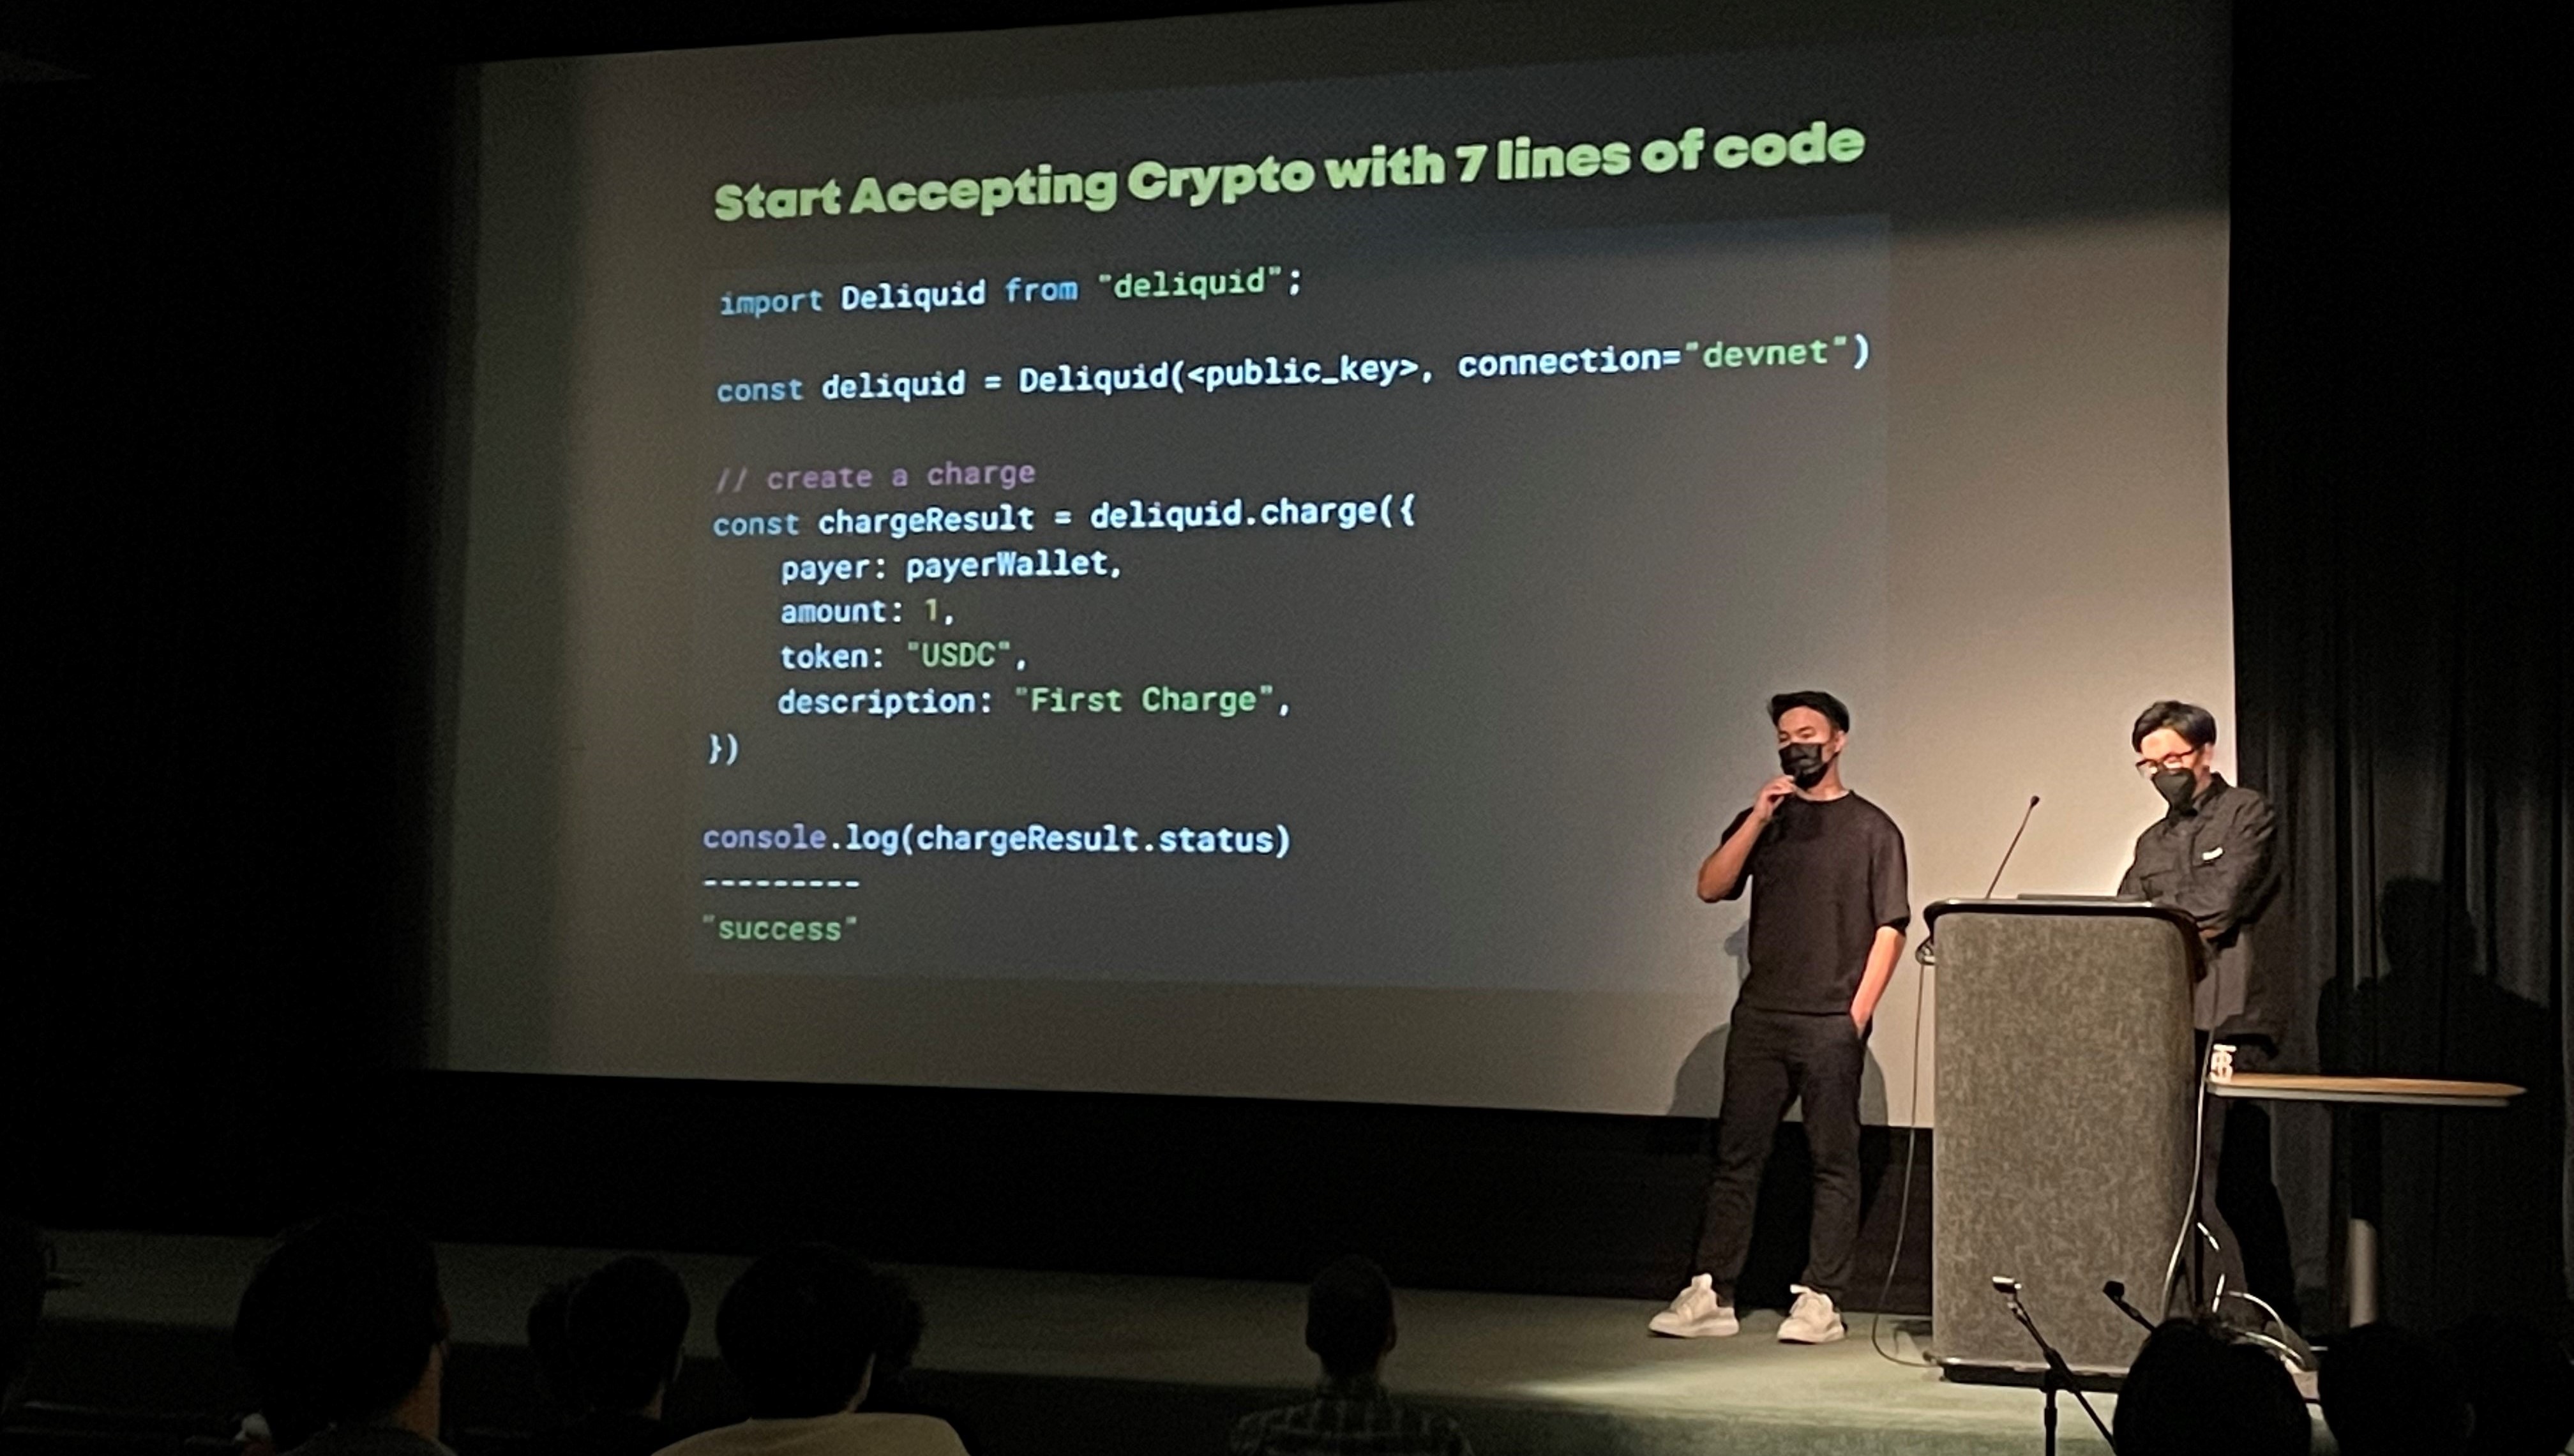 Start Accepting Crypto with 7 lines of code
import Deliquid from "deliquid";
const deliquid = Deliquid(<public_key>, connection="devnet")
// create a charge
const chargeResult = deliquid.charge({
    payer: payerWallet,
    amount: 1,
    token: "USDC",
    description: "First Charge",
})
console.log(chargeResult.status)
---------
"success"